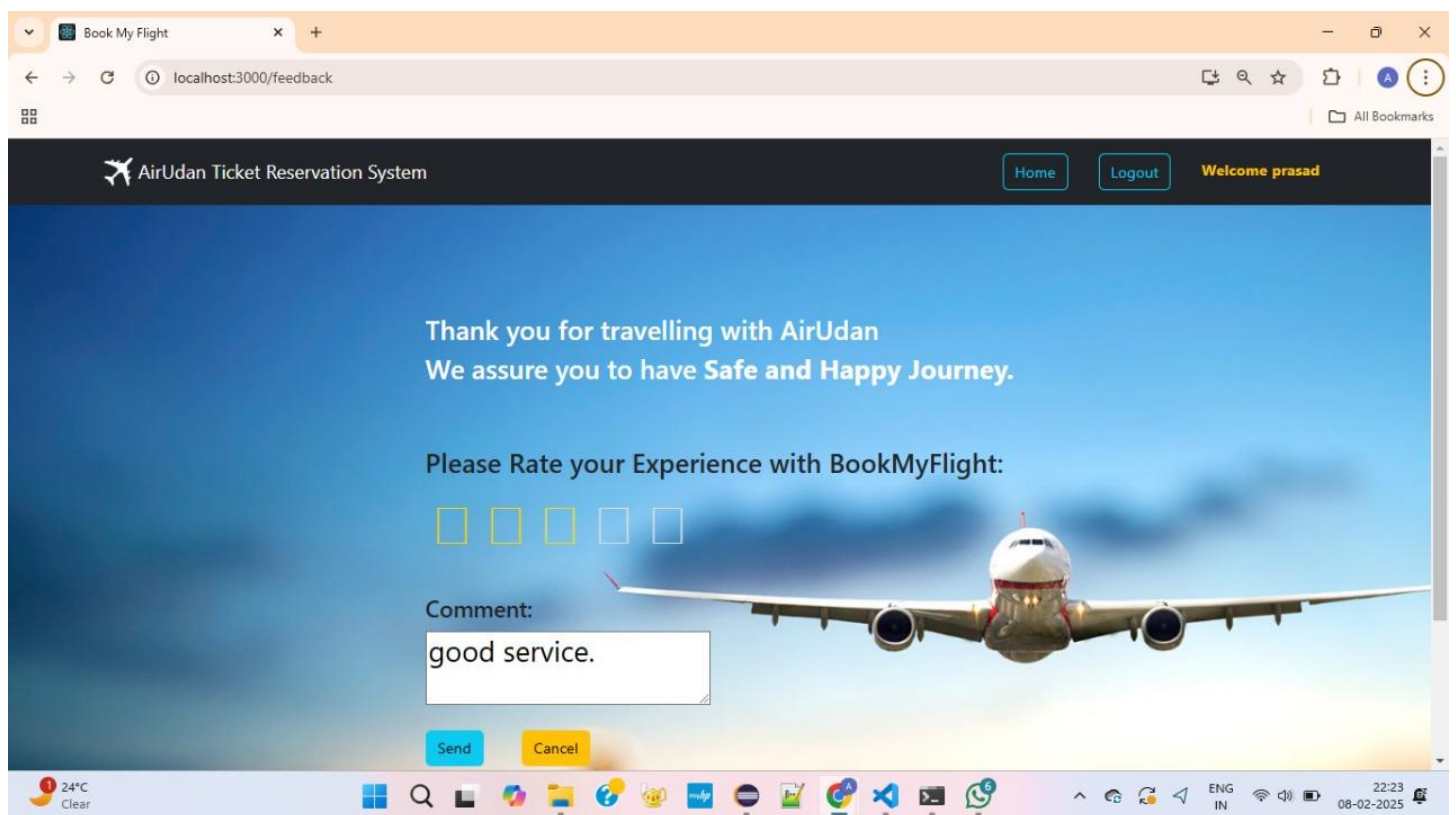 Book My Flight
localhost:3000/feedback
A
All Bookmarks
AirUdan Ticket Reservation System
Home
Logout
Welcome prasad
Thank you for travelling with AirUdan
We assure you to have Safe and Happy Journey.
Please Rate your Experience with BookMyFlight:
Comment:
good service.
Send
Cancel
1
24°C
Clear
A
6
ENG
IN
22:23
08-02-2025